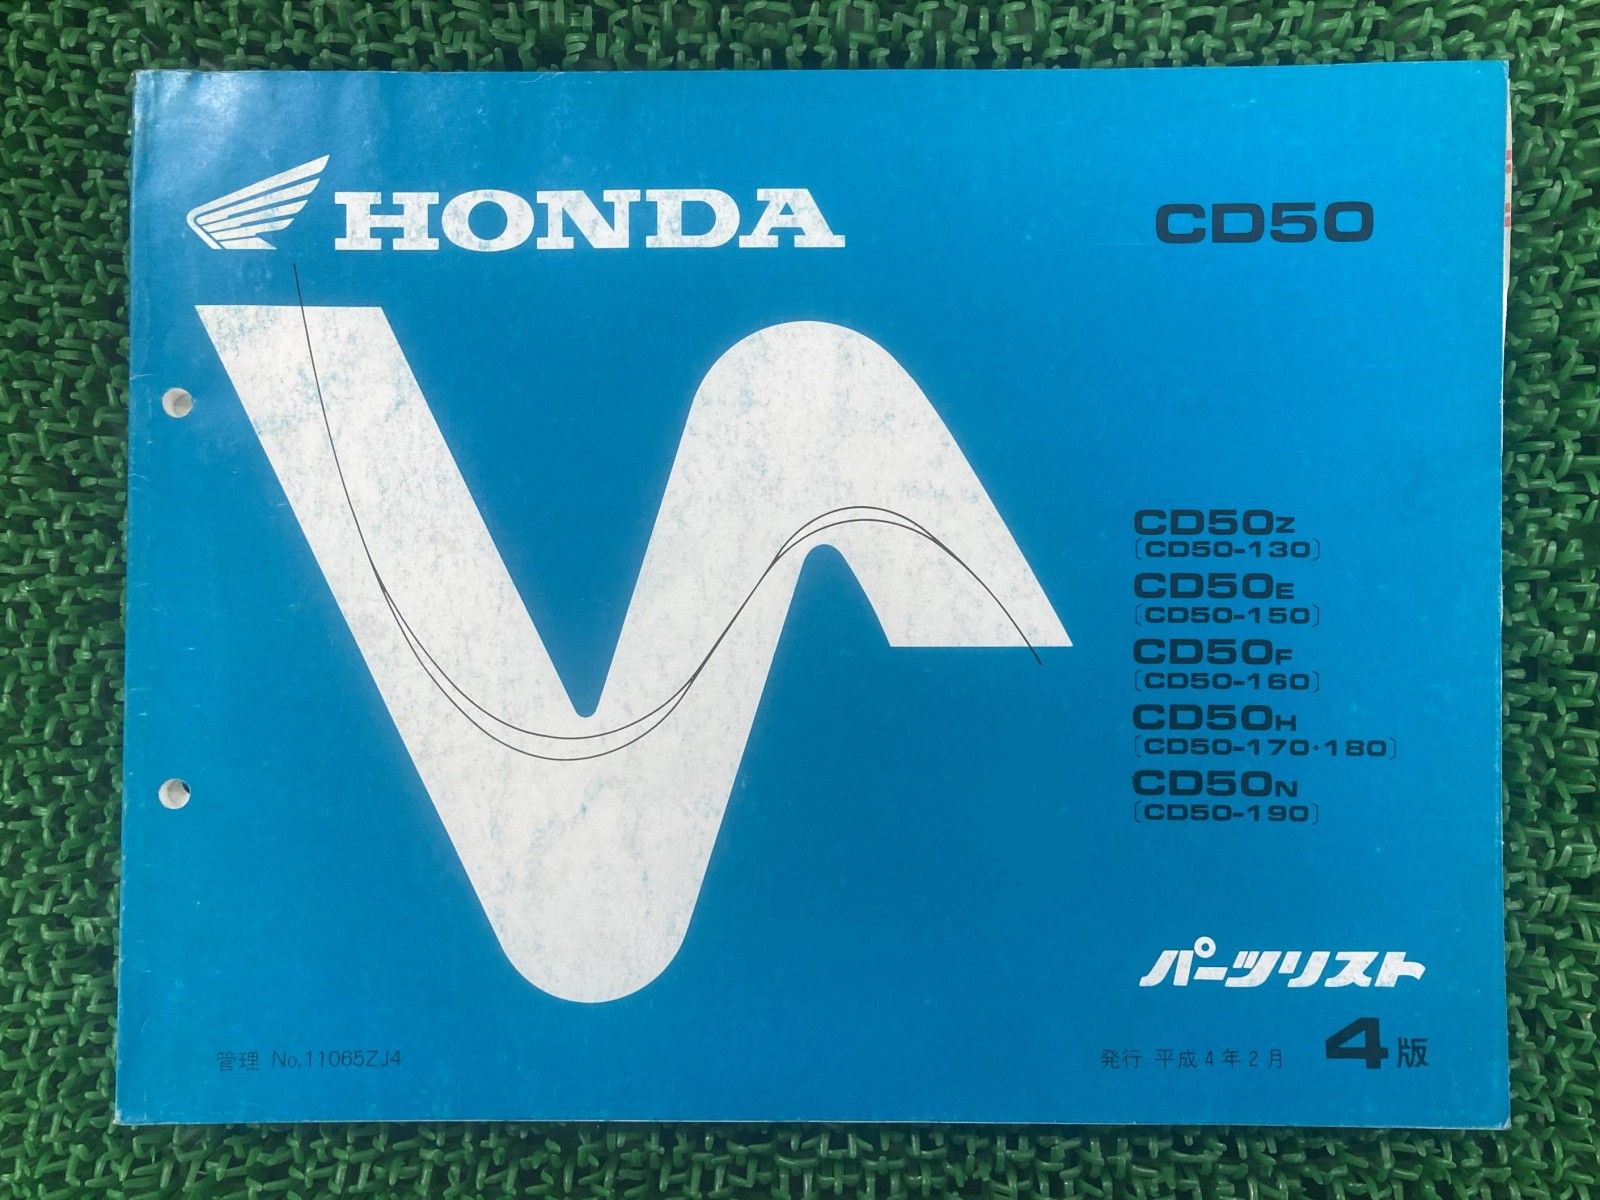 HONDA
CD50
CD50Z
〔CD50-130〕
CD50E
〔CD50-150〕
CD50F
〔CD50-160〕
CD50H
〔CD50-170・180〕
CD50N
〔CD50-190〕
パーツリスト
管理 No.11065ZJ4
発行 平成4年2月 4版